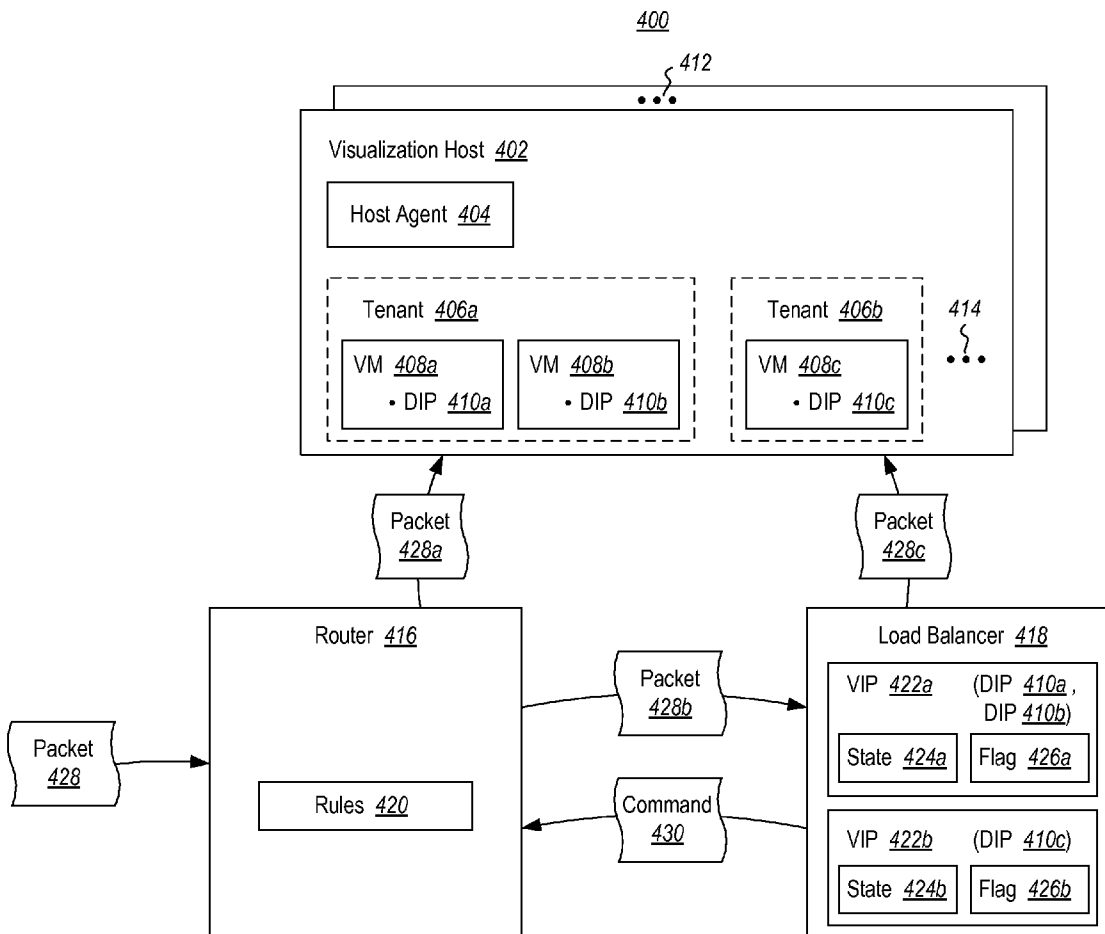 400
412
Visualization Host 402
Host Agent 404
Tenant 406a
Tenant 406b
414
VM 408a
• DIP 410a
VM 408b
• DIP 410b
VM 408c
• DIP 410c
Packet
428a
Packet
428c
Router 416
Load Balancer 418
Packet
428b
VIP 422a (DIP 410a ,
DIP 410b)
State 424a
Flag 426a
Packet
428
Rules 420
Command
430
VIP 422b (DIP 410c)
State 424b
Flag 426b